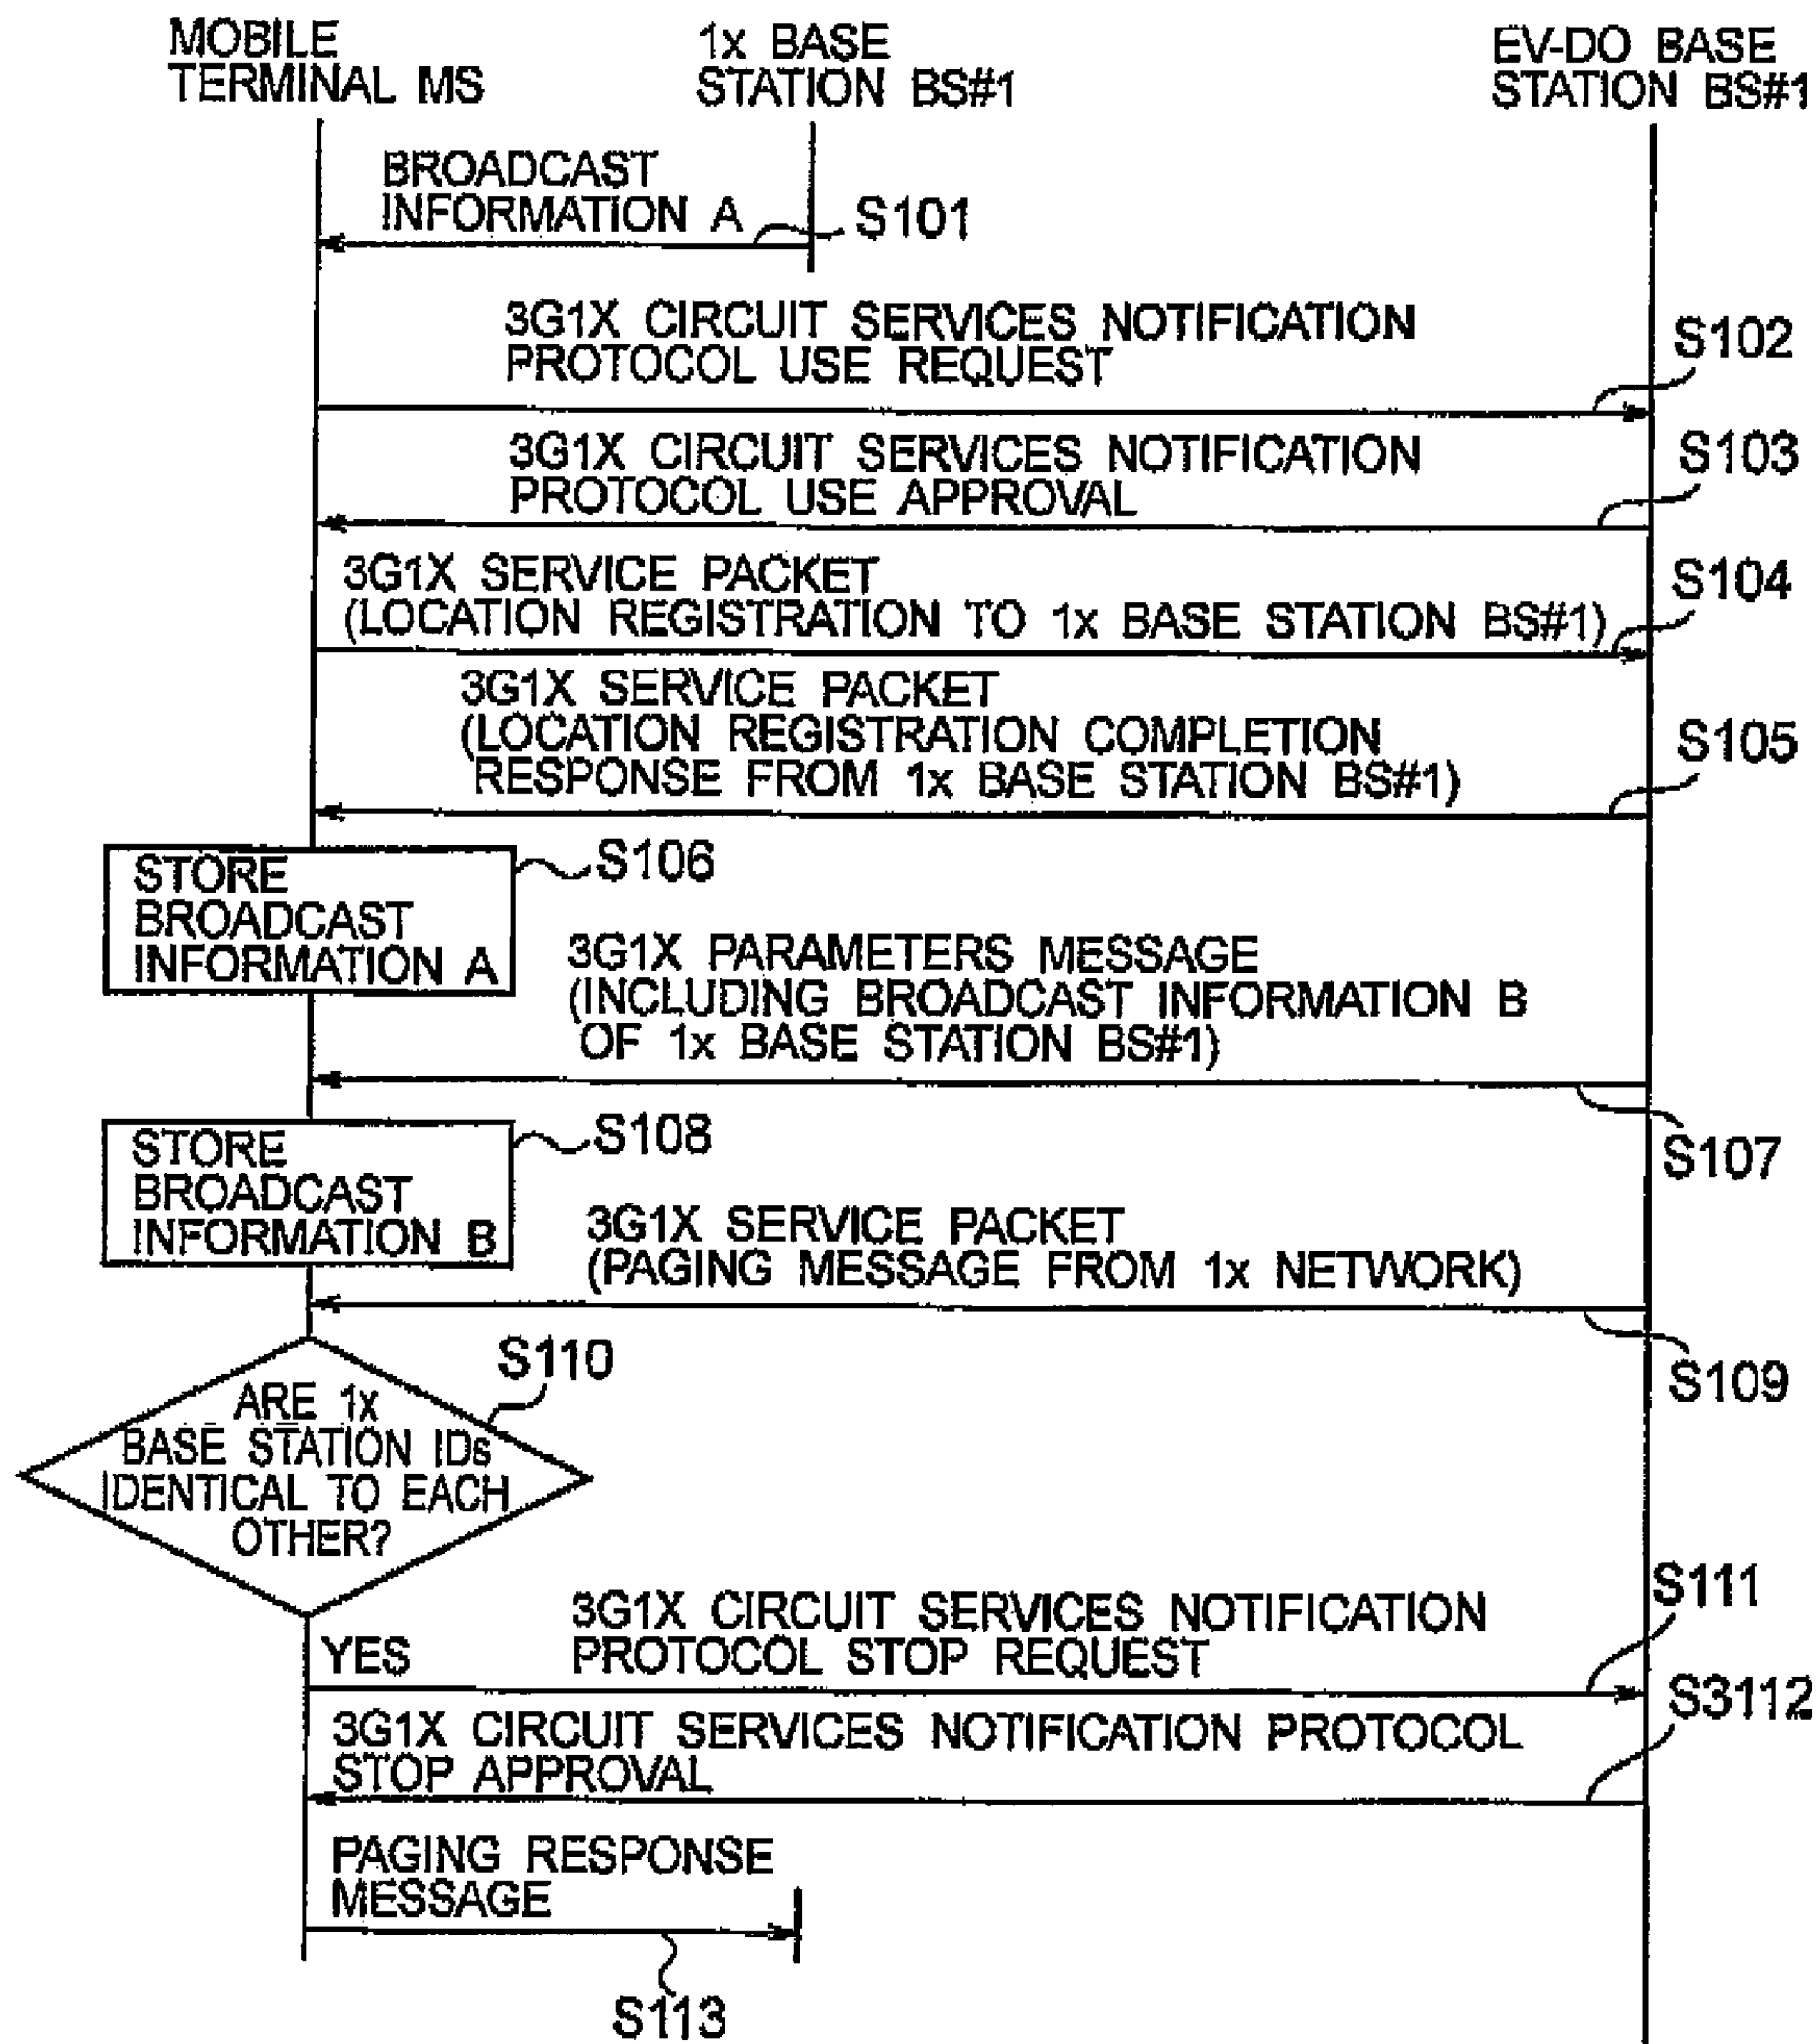 MOBILE
TERMINAL MS
1x BASE
STATION BS#1
EV-DO BASE
STATION BS#1
BROADCAST
INFORMATION A
S101
3G1X CIRCUIT SERVICES NOTIFICATION
PROTOCOL USE REQUEST
S102
3G1X CIRCUIT SERVICES NOTIFICATION
PROTOCOL USE APPROVAL
S103
3G1X SERVICE PACKET
(LOCATION REGISTRATION TO 1x BASE STATION BS#1)
S104
3G1X SERVICE PACKET
(LOCATION REGISTRATION COMPLETION
RESPONSE FROM 1x BASE STATION BS#1)
S105
STORE
BROADCAST
INFORMATION A
S106
3G1X PARAMETERS MESSAGE
(INCLUDING BROADCAST INFORMATION B
OF 1x BASE STATION BS#1)
S107
STORE
BROADCAST
INFORMATION B
S108
3G1X SERVICE PACKET
(PAGING MESSAGE FROM 1x NETWORK)
S109
ARE 1x
BASE STATION IDs
IDENTICAL TO EACH
OTHER?
S110
YES
3G1X CIRCUIT SERVICES NOTIFICATION
PROTOCOL STOP REQUEST
S111
3G1X CIRCUIT SERVICES NOTIFICATION PROTOCOL
STOP APPROVAL
S3112
PAGING RESPONSE
MESSAGE
S113